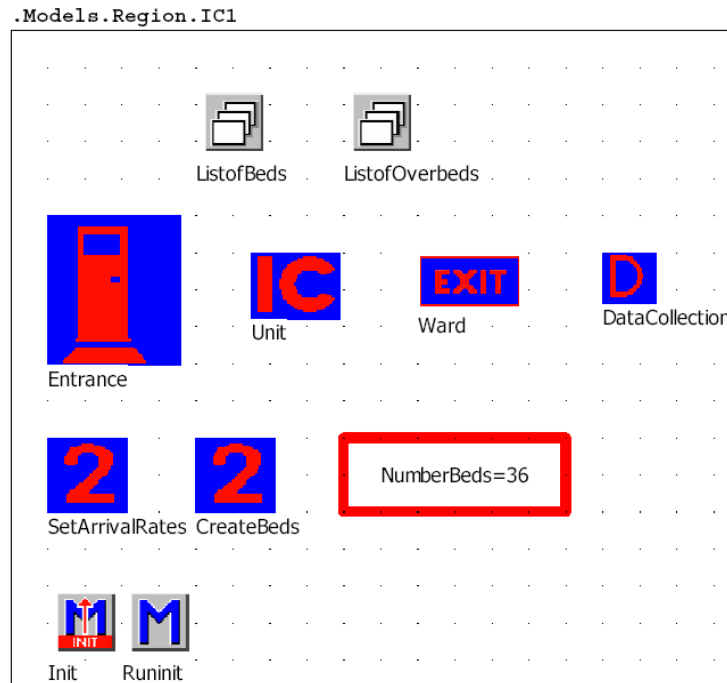 .Models.Region.IC1
ListofBeds
ListofOverbeds
IC
EXIT
D
Entrance
Unit
Ward
DataCollection
2
2
NumberBeds=36
SetArrivalRates
CreateBeds
M
INIT
M
Init
Runinit